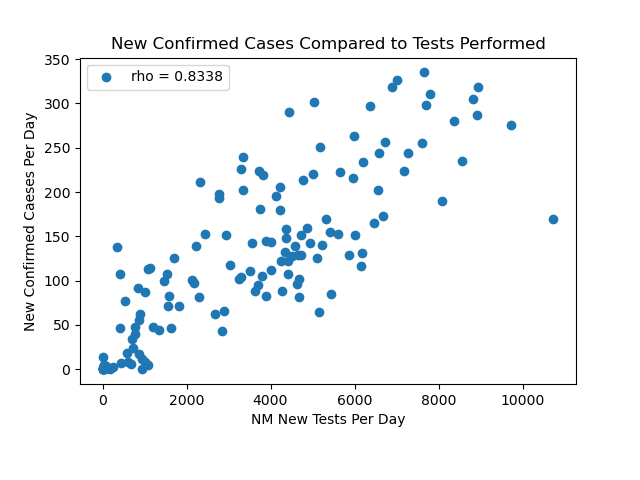 New Confirmed Cases Compared to Tests Performed
rho = 0.8338
New Confirmed Caeses Per Day
350
300
250
200
150
100
50
0
0 2000 4000 6000 8000 10000
NM New Tests Per Day